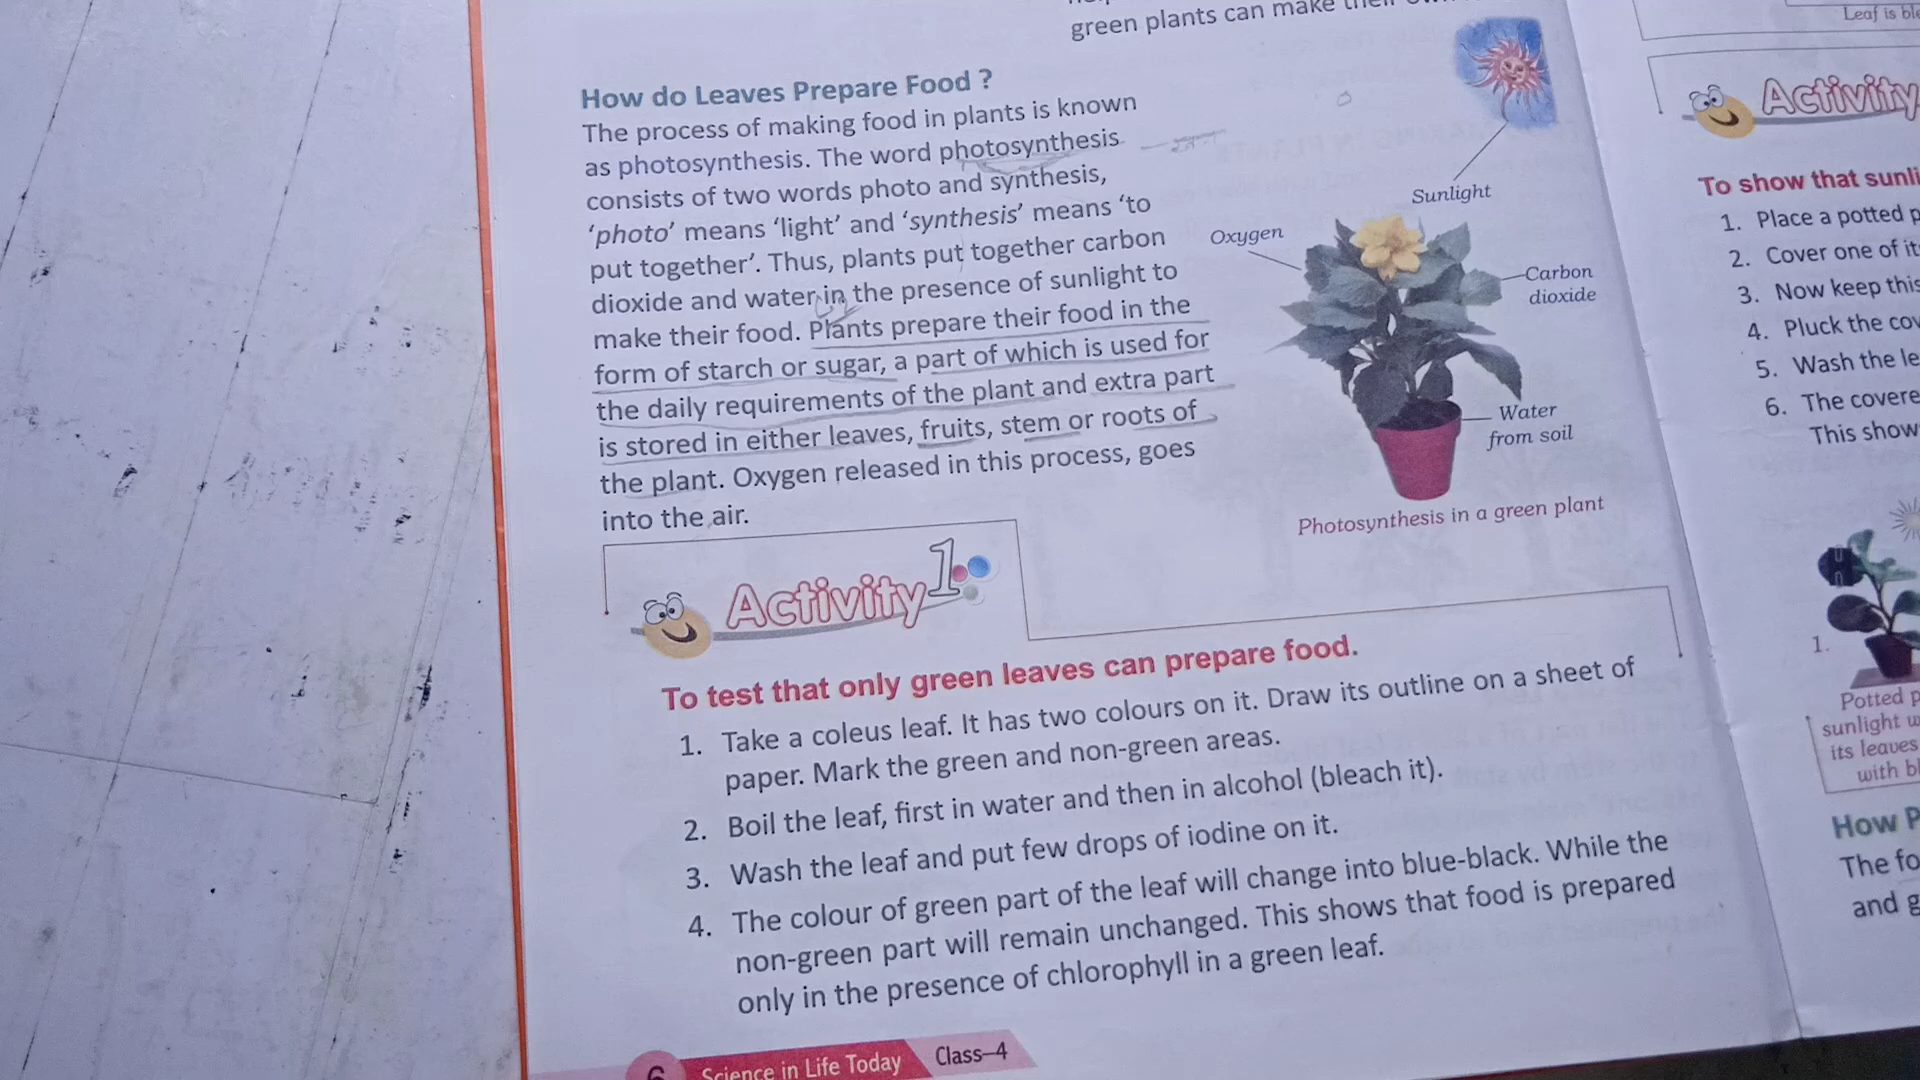 green plants can make
How do Leaves Prepare Food ?
The process of making food in plants is known
as photosynthesis. The word photosynthesis
consists of two words photo and synthesis,
‘photo’ means ‘light’ and ‘synthesis’ means ‘to
put together’. Thus, plants put together carbon
dioxide and water in the presence of sunlight to
make their food. Plants prepare their food in the
form of starch or sugar, a part of which is used for
the daily requirements of the plant and extra part
is stored in either leaves, fruits, stem or roots of
the plant. Oxygen released in this process, goes
into the air.
Sunlight
Oxygen
Carbon
dioxide
Water
from soil
Photosynthesis in a green plant
Activity 1
To test that only green leaves can prepare food.
1. Take a coleus leaf. It has two colours on it. Draw its outline on a sheet of
paper. Mark the green and non-green areas.
2. Boil the leaf, first in water and then in alcohol (bleach it).
3. Wash the leaf and put few drops of iodine on it.
4. The colour of green part of the leaf will change into blue-black. While the
non-green part will remain unchanged. This shows that food is prepared
only in the presence of chlorophyll in a green leaf.
6 Science in Life Today Class–4
Leaf is
Activity
To show that
1. Place a potted
2. Cover one of
3. Now keep this
4. Pluck the
5. Wash the
6. The
This show
1.
Potted
sunlight
its leaves
with
How
The
and